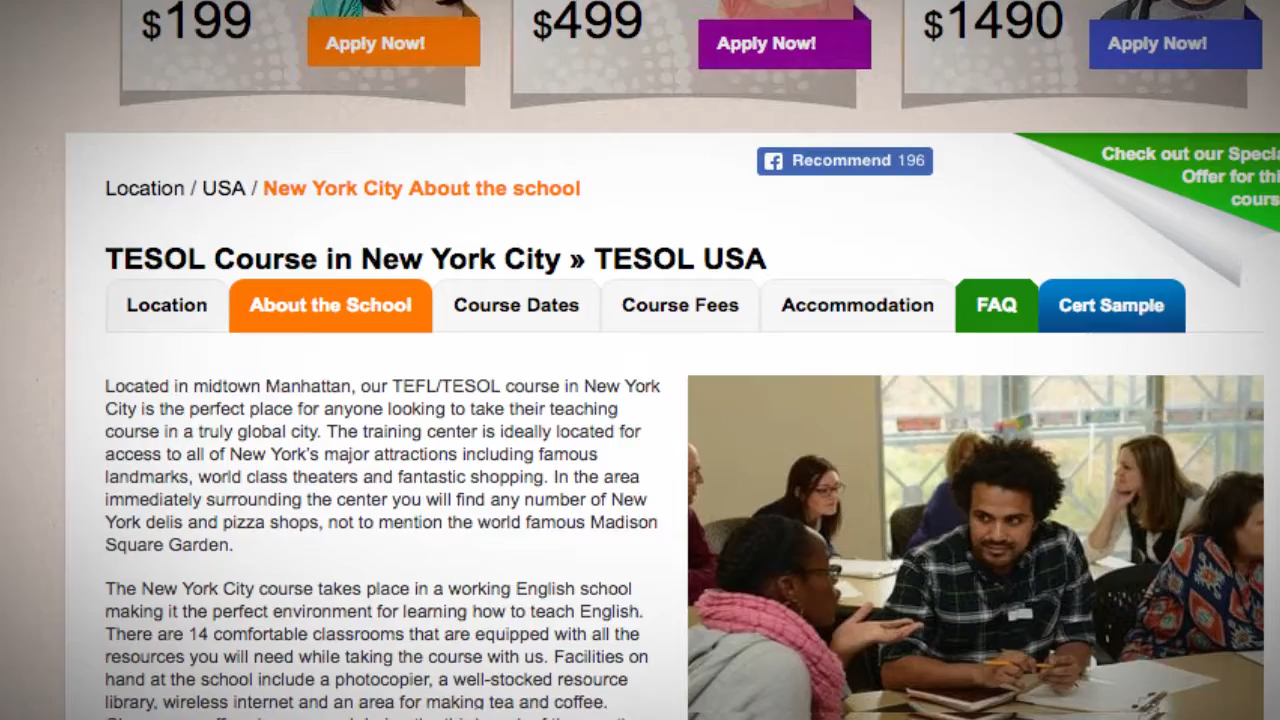 $199
Apply Now!
$499
Apply Now!
$1490
Apply Now!
Recommend 196
Check out our
Offer for
Location / USA / New York City About the school
TESOL Course in New York City » TESOL USA
Location
About the School
Course Dates
Course Fees
Accommodation
FAQ
Cert Sample
Located in midtown Manhattan, our TEFL/TESOL course in New York
City is the perfect place for anyone looking to take their teaching
course in a truly global city. The training center is ideally located for
access to all of New York's major attractions including famous
landmarks, world class theaters and fantastic shopping. In the area
immediately surrounding the center you will find any number of New
York delis and pizza shops, not to mention the world famous Madison
Square Garden.
The New York City course takes place in a working English school
making it the perfect environment for learning how to teach English.
There are 14 comfortable classrooms that are equipped with all the
resources you will need while taking the course with us. Facilities on
hand at the school include a photocopier, a well-stocked resource
library, wireless internet and an area for making tea and coffee.